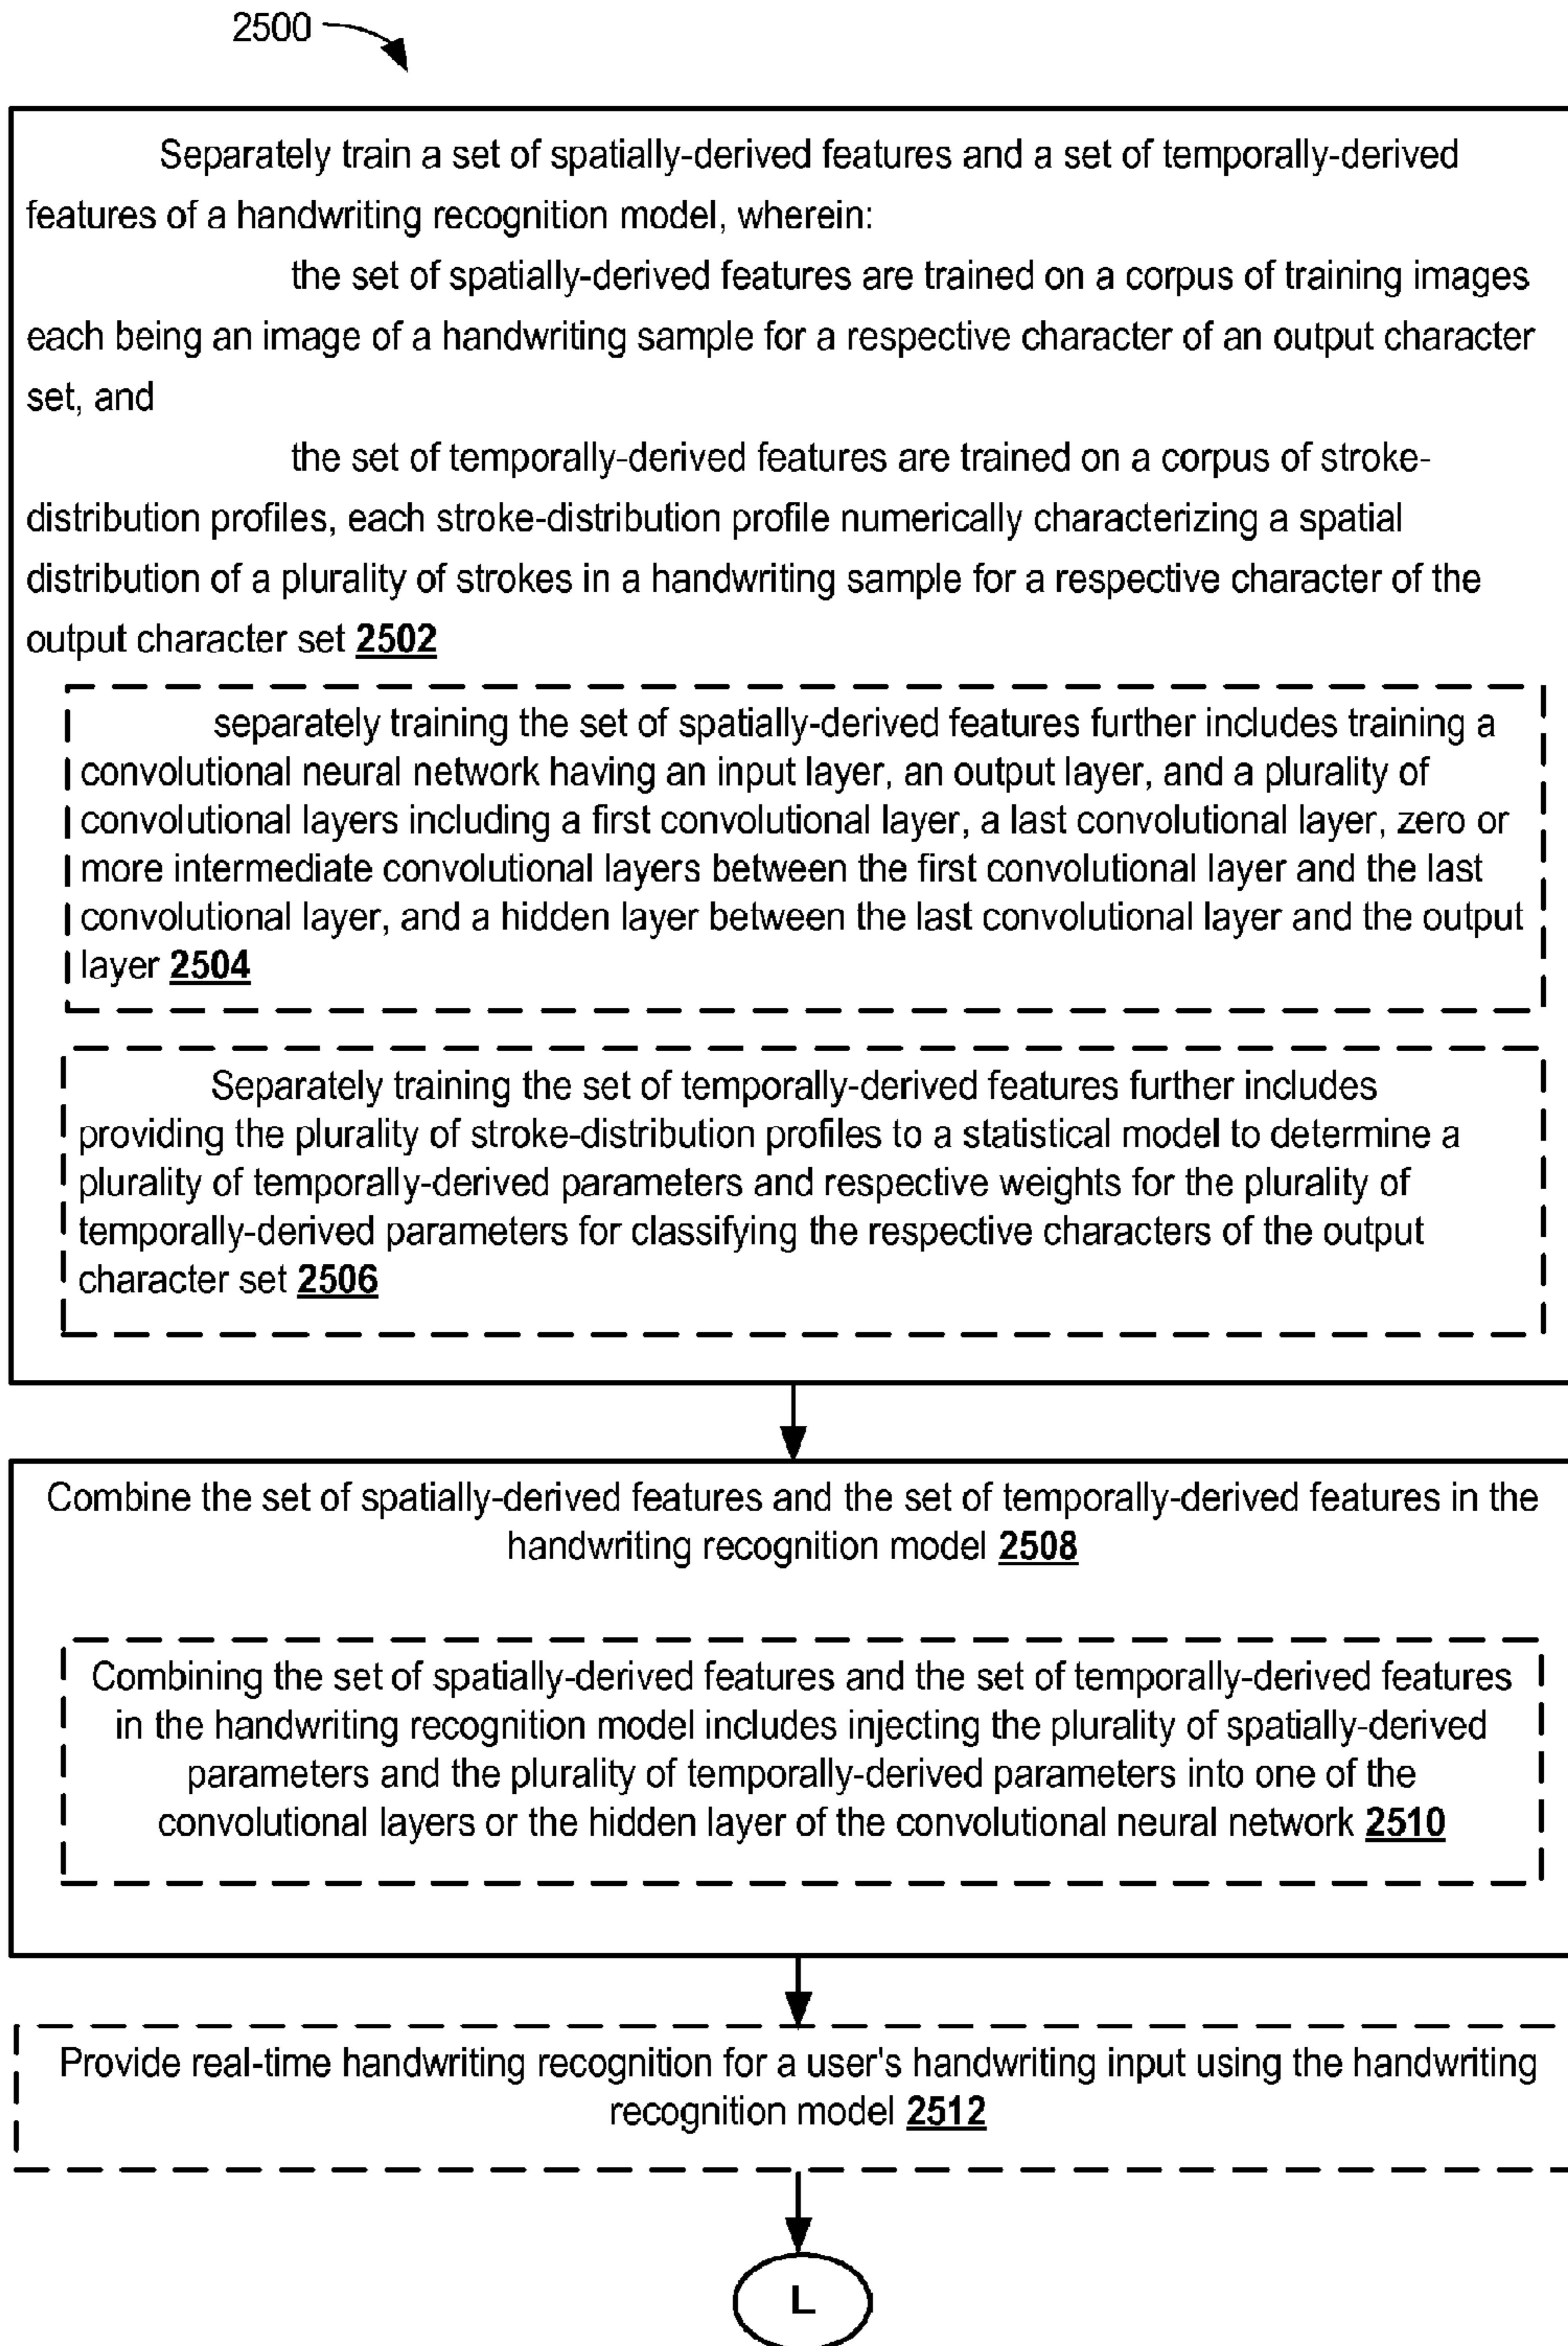 2500
Separately train a set of spatially-derived features and a set of temporally-derived
features of a handwriting recognition model, wherein:
the set of spatially-derived features are trained on a corpus of training images
each being an image of a handwriting sample for a respective character of an output character
set, and
the set of temporally-derived features are trained on a corpus of stroke-
distribution profiles, each stroke-distribution profile numerically characterizing a spatial
distribution of a plurality of strokes in a handwriting sample for a respective character of the
output character set 2502
separately training the set of spatially-derived features further includes training a
convolutional neural network having an input layer, an output layer, and a plurality of
convolutional layers including a first convolutional layer, a last convolutional layer, zero or
more intermediate convolutional layers between the first convolutional layer and the last
convolutional layer, and a hidden layer between the last convolutional layer and the output
layer 2504
Separately training the set of temporally-derived features further includes
providing the plurality of stroke-distribution profiles to a statistical model to determine a
plurality of temporally-derived parameters and respective weights for the plurality of
temporally-derived parameters for classifying the respective characters of the output
character set 2506
Combine the set of spatially-derived features and the set of temporally-derived features in the
handwriting recognition model 2508
Combining the set of spatially-derived features and the set of temporally-derived features
in the handwriting recognition model includes injecting the plurality of spatially-derived
parameters and the plurality of temporally-derived parameters into one of the
convolutional layers or the hidden layer of the convolutional neural network 2510
Provide real-time handwriting recognition for a user's handwriting input using the handwriting
recognition model 2512
L